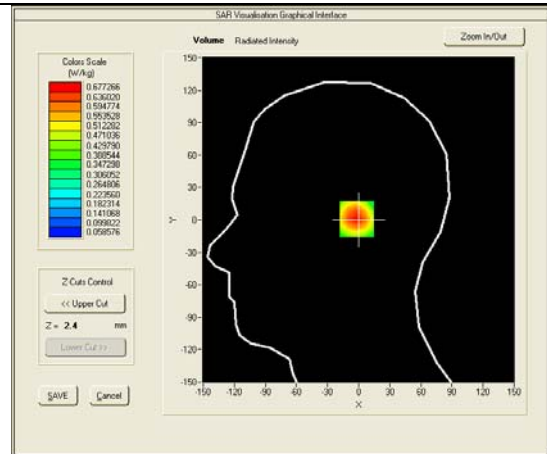 SAR Visualisation Graphical Interface
Volume Radiated Intensity
Zoom In/Out
Colors Scale
(W/kg)
0.677266
0.636020
0.594774
0.553528
0.512282
0.471036
0.429790
0.388544
0.347298
0.306052
0.264806
0.223560
0.182314
0.141068
0.099822
0.058576
Z Cuts Control
<< Upper Cut
Z = 2.4 mm
Lower Cut >>
SAVE Cancel
150
120
90
60
30
0
-30
-60
-90
-120
-150
Y
-150 -120 -90 -60 -30 0 30 60 90 120 150
X